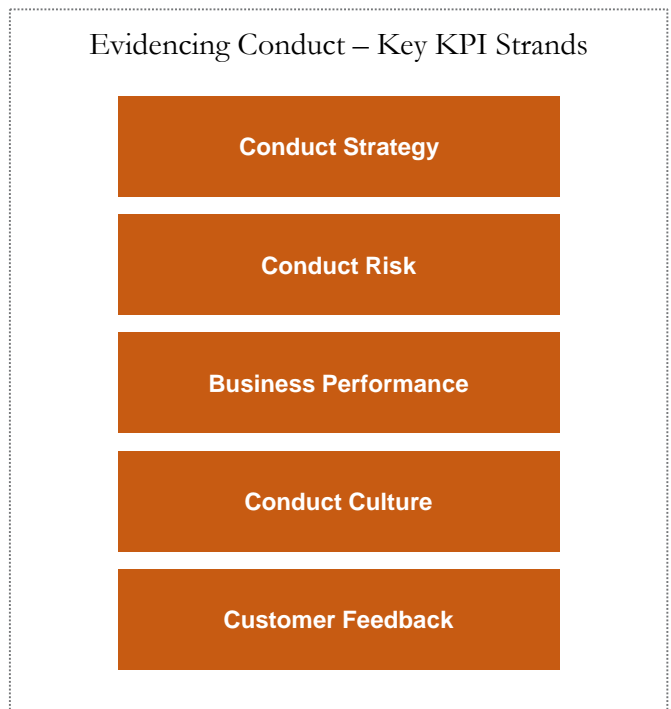 Evidencing Conduct – Key KPI Strands
Conduct Strategy
Conduct Risk
Business Performance
Conduct Culture
Customer Feedback